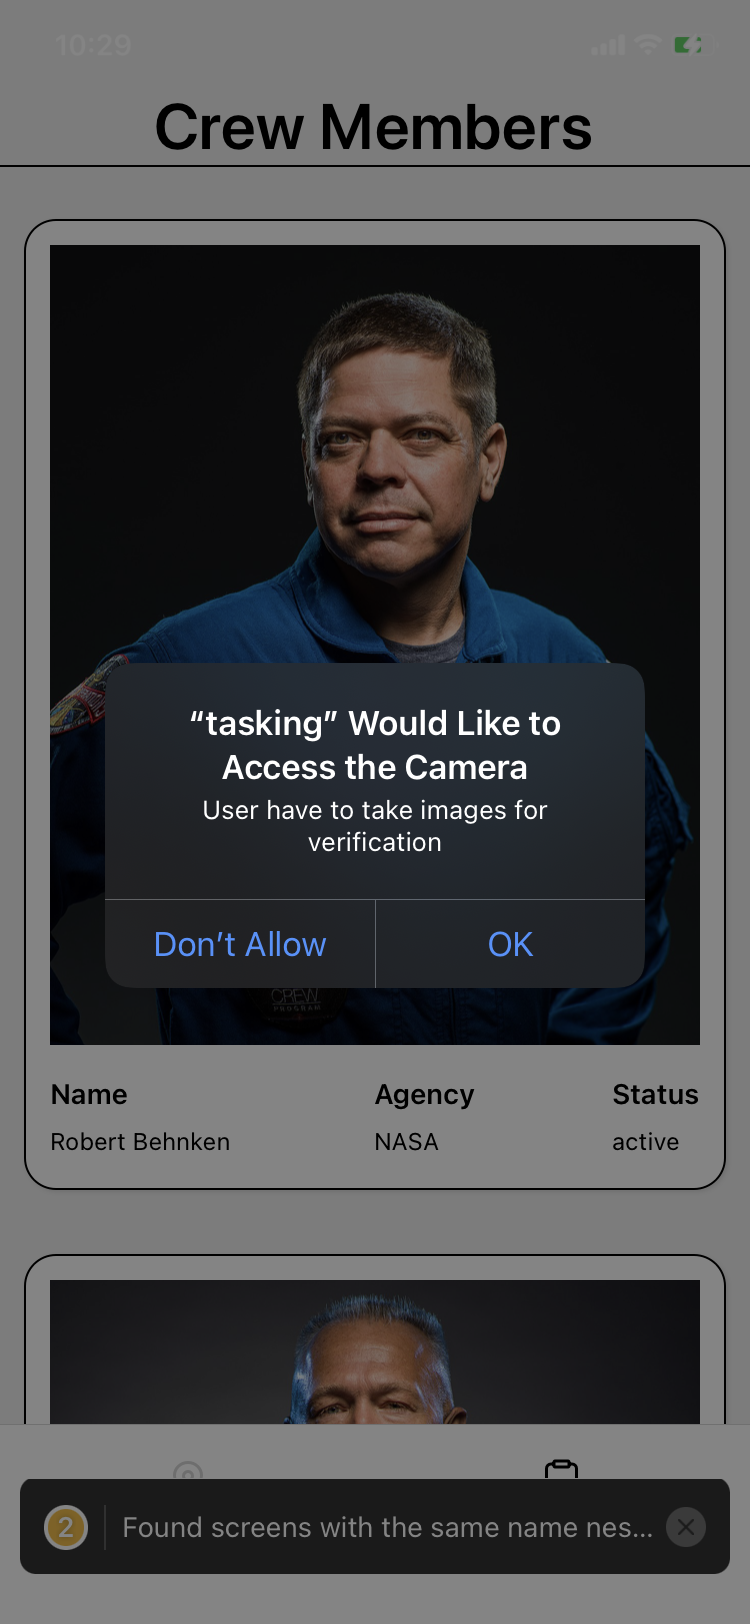 10:29
Crew Members
“tasking” Would Like to
Access the Camera
User have to take images for
verification
Don’t Allow
OK
CREW
PROGRAM
Name
Agency
Status
Robert Behnken
NASA
active
2
Found screens with the same name nes...